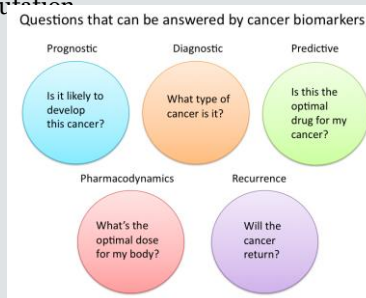 Questions that can be answered by cancer biomarkers
Prognostic
Diagnostic
Predictive
Is it likely to
develop
this cancer?
What type of
cancer is it?
Is this the
optimal
drug for my
cancer?
Pharmacodynamics
Recurrence
What's the
optimal dose
for my body?
Will the
cancer
return?